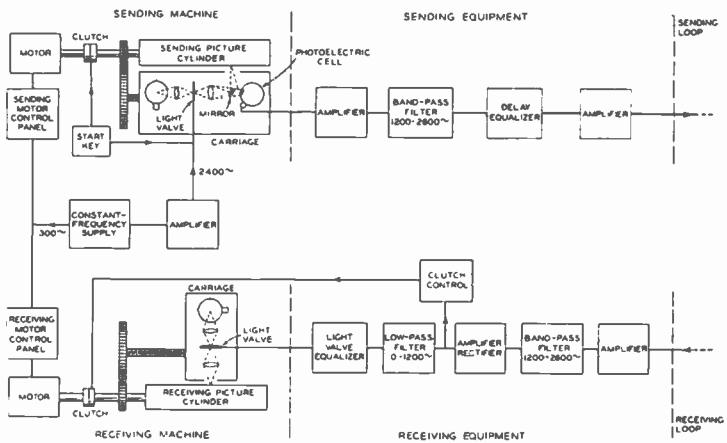 SENDING MACHINE
SENDING EQUIPMENT
SENDING
LOOP
CLUTCH
MOTOR
SENDING PICTURE
CYLINDER
PHOTOELECTRIC
CELL
SENDING
MOTOR
CONTROL
PANEL
LIGHT
VALVE
MIRROR
CARRIAGE
START
KEY
AMPLIFIER
BAND-PASS
FILTER
1200-2600~
DELAY
EQUALIZER
AMPLIFIER
2400~
300~
CONSTANT-
FREQUENCY
SUPPLY
AMPLIFIER
CLUTCH
CONTROL
CARRIAGE
LIGHT
VALVE
RECEIVING
MOTOR
CONTROL
PANEL
LIGHT
VALVE
EQUALIZER
LOW-PASS
FILTER
0-1200~
AMPLIFIER
RECTIFIER
BAND-PASS
FILTER
1200-2600~
AMPLIFIER
MOTOR
CLUTCH
RECEIVING PICTURE
CYLINDER
RECEIVING MACHINE
RECEIVING EQUIPMENT
RECEIVING
LOOP